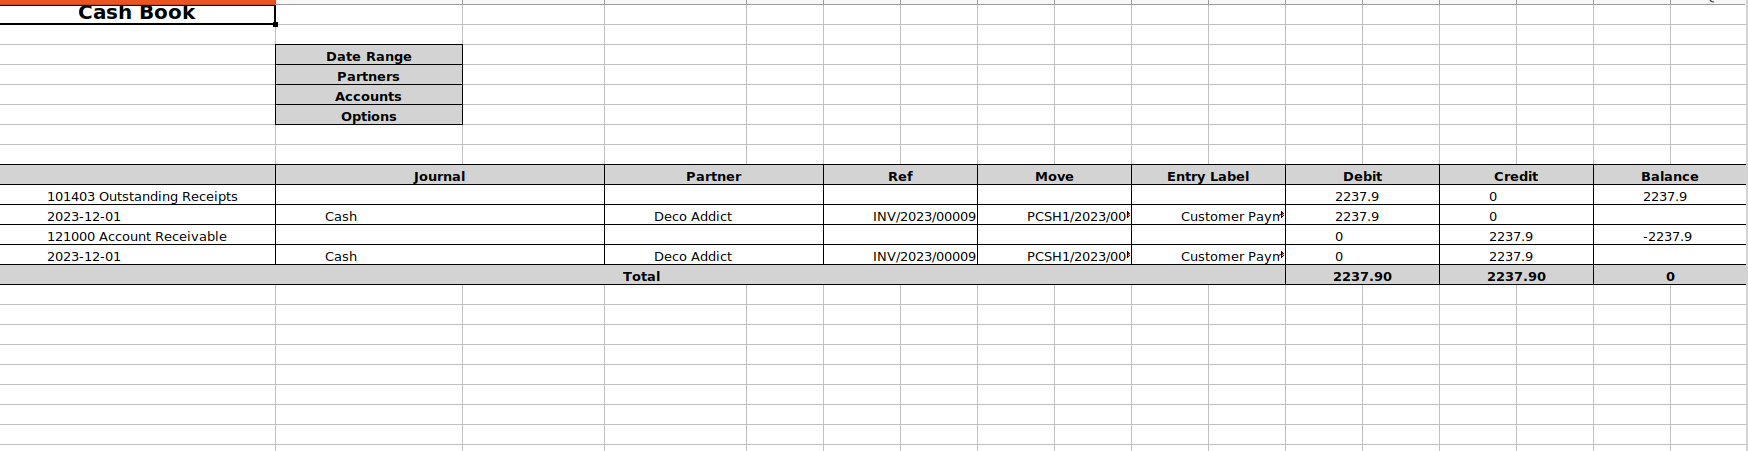 Cash Book
Date Range
Partners
Accounts
Options
Journal Partner Ref Move Entry Label Debit Credit Balance
101403 Outstanding Receipts 2237.9 0 2237.9
2023-12-01 Cash Deco Addict INV/2023/00009 PCSH1/2023/00 Customer Paym 2237.9 0
121000 Account Receivable 0 2237.9 -2237.9
2023-12-01 Cash Deco Addict INV/2023/00009 PCSH1/2023/00 Customer Paym 0 2237.9
Total 2237.90 2237.90 0